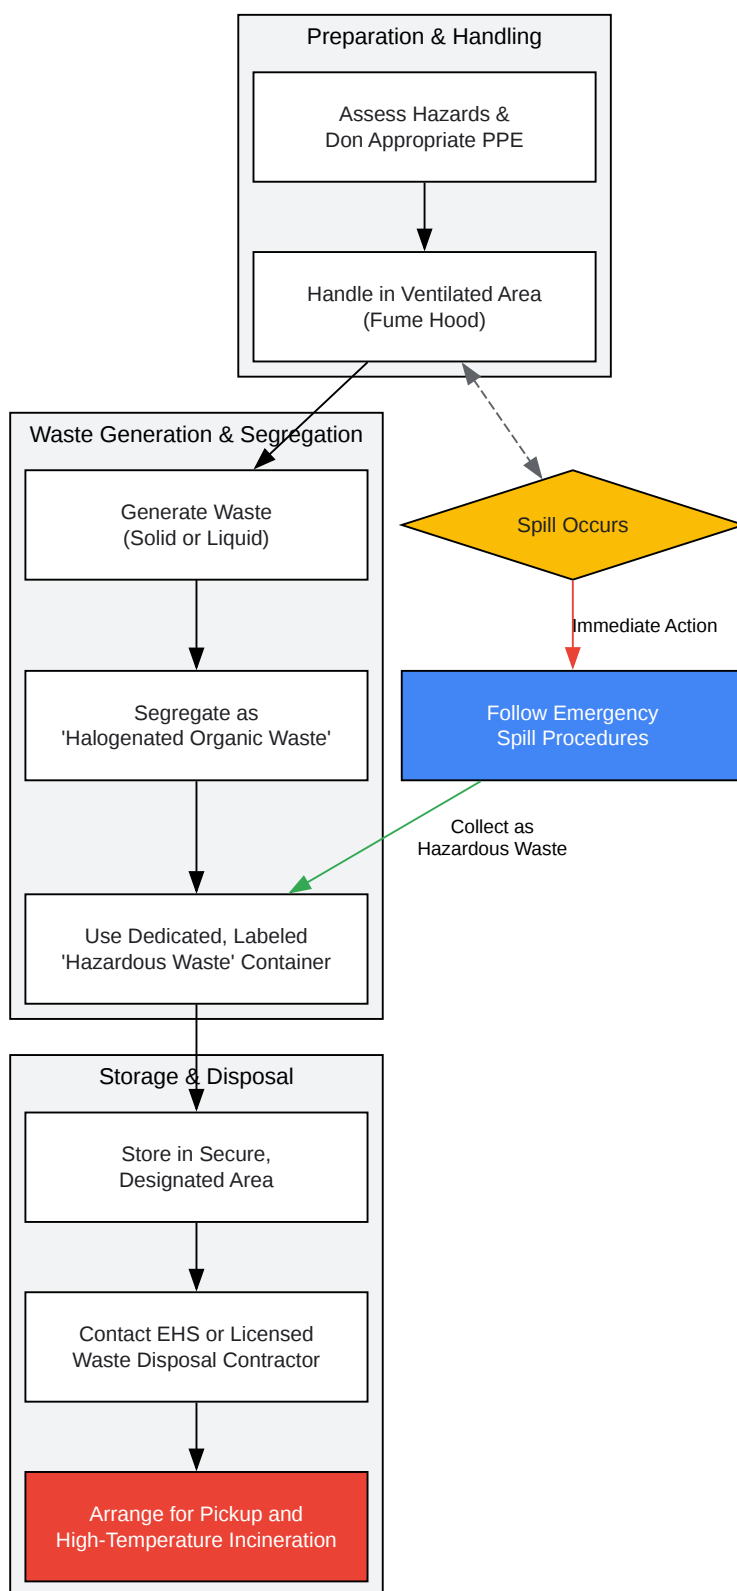 Preparation & Handling
Assess Hazards &
Don Appropriate PPE
Handle in Ventilated Area
(Fume Hood)
Waste Generation & Segregation
Generate Waste
(Solid or Liquid)
Spill Occurs
Immediate Action
Segregate as
'Halogenated Organic Waste'
Follow Emergency
Spill Procedures
Collect as
Hazardous Waste
Use Dedicated, Labeled
'Hazardous Waste' Container
Storage & Disposal
Store in Secure,
Designated Area
Contact EHS or Licensed
Waste Disposal Contractor
Arrange for Pickup and
High-Temperature Incineration